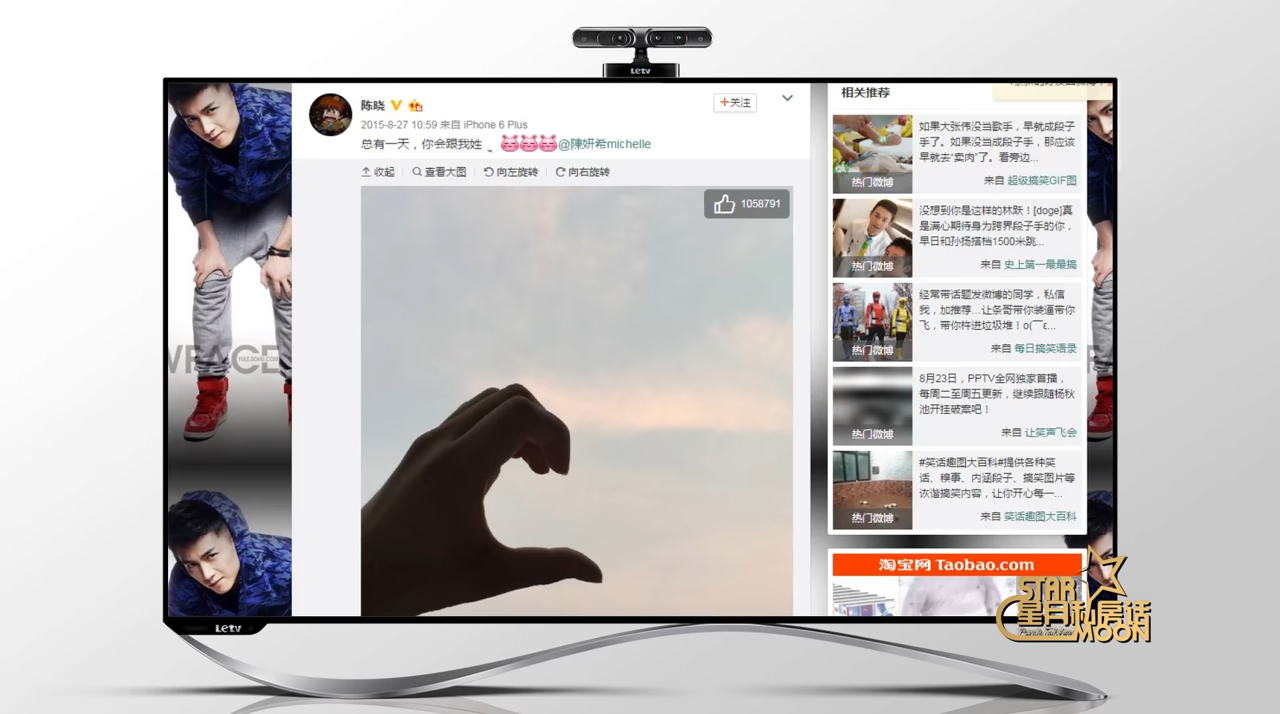 Letv
陈晓
+关注
2015-8-27 10:59 来自 iPhone 6 Plus
总有一天，你会跟我姓 @陳妍希michelle
收起 查看大图 向左旋转 向右旋转
1058791
相关推荐
如果大张伟没当歌手，早就成段子
手了。如果没当成段子手，那应该
早就去“卖肉”了。看旁边...
热门微博
来自 超级搞笑GIF图
没想到你是这样的林跃！[doge]真
是满心期待身为跨界段子手的你，
早日和孙扬搭档1500米跳...
热门微博
来自 史上第一最最搞
经常带话题发微博的同学，私信
我，加推荐...让条哥带你装逼带你
飞，带你杵进垃圾堆！o(￣ε...
热门微博
来自 每日搞笑语录
8月23日，PPTV全网独家首播，
每周二至周五更新，继续跟随杨秋
池开挂破案吧！
热门微博
来自 让笑声飞会
#笑话趣图大百科#提供各种笑
话、糗事、内涵段子、搞笑图片等
诙谐搞笑内容，让你开心每一...
热门微博
来自 笑话趣图大百科
淘宝网 Taobao.com
STAR
星月私房话
Private Talkshow
MOON
Letv